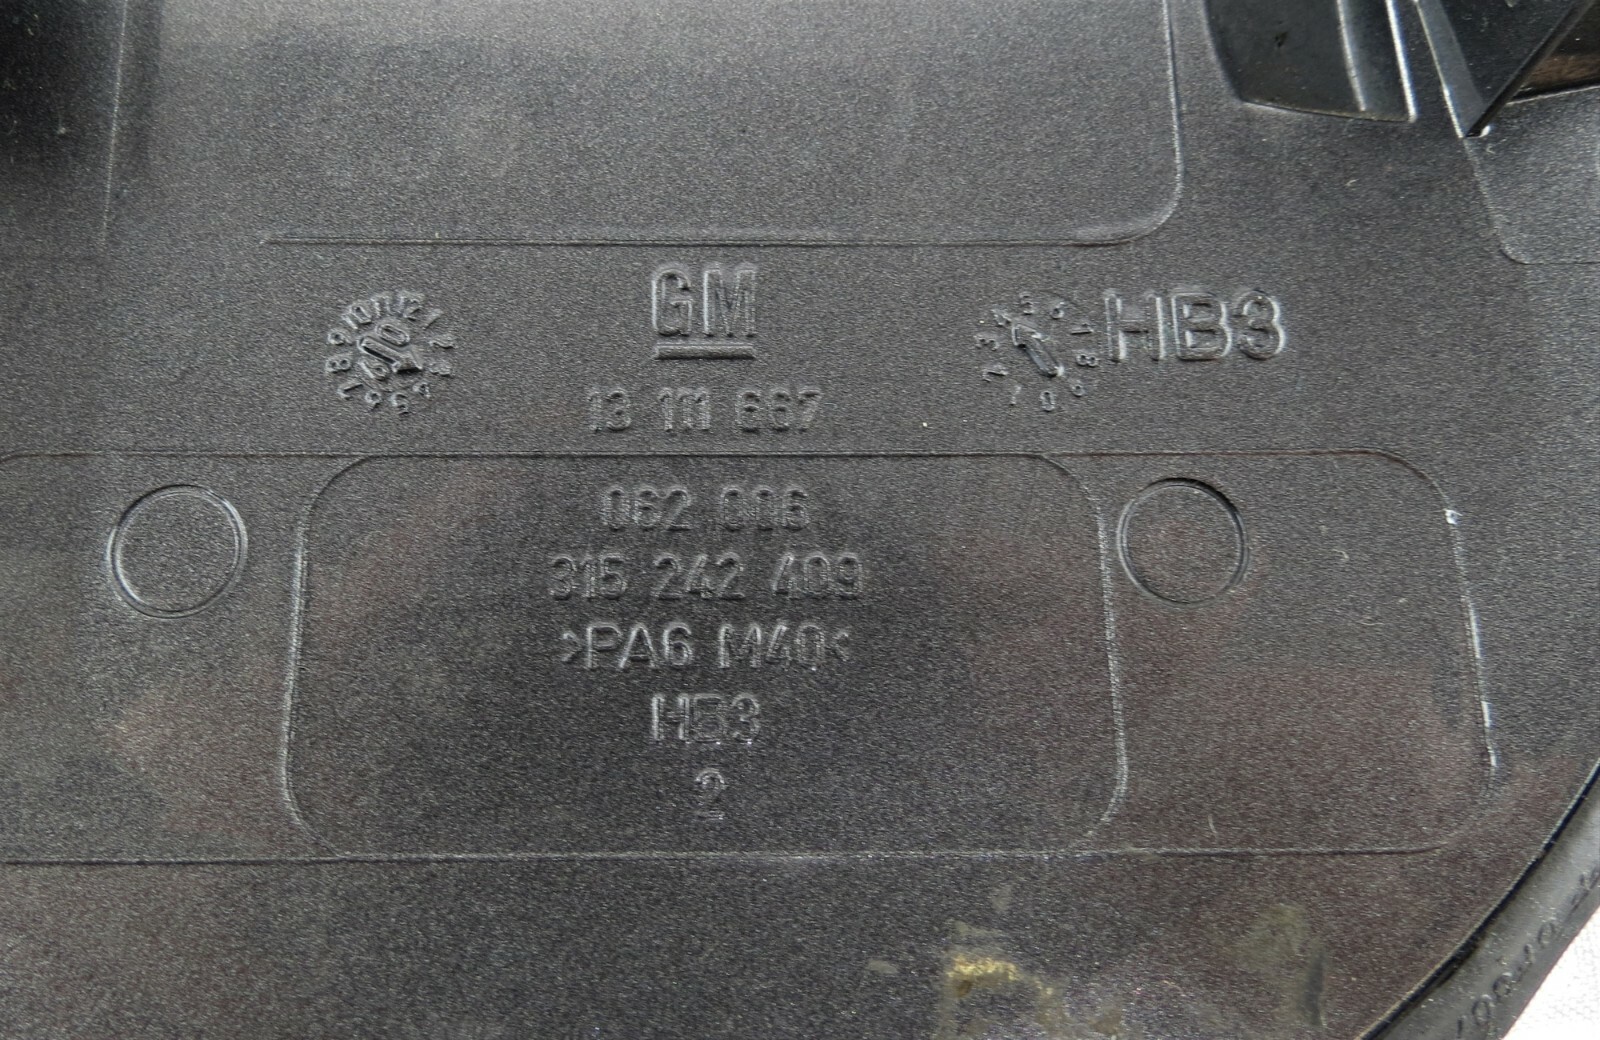 GM
HB3
13 111 667
062 006
315 242 409
>PA6 M40<
HB3
2